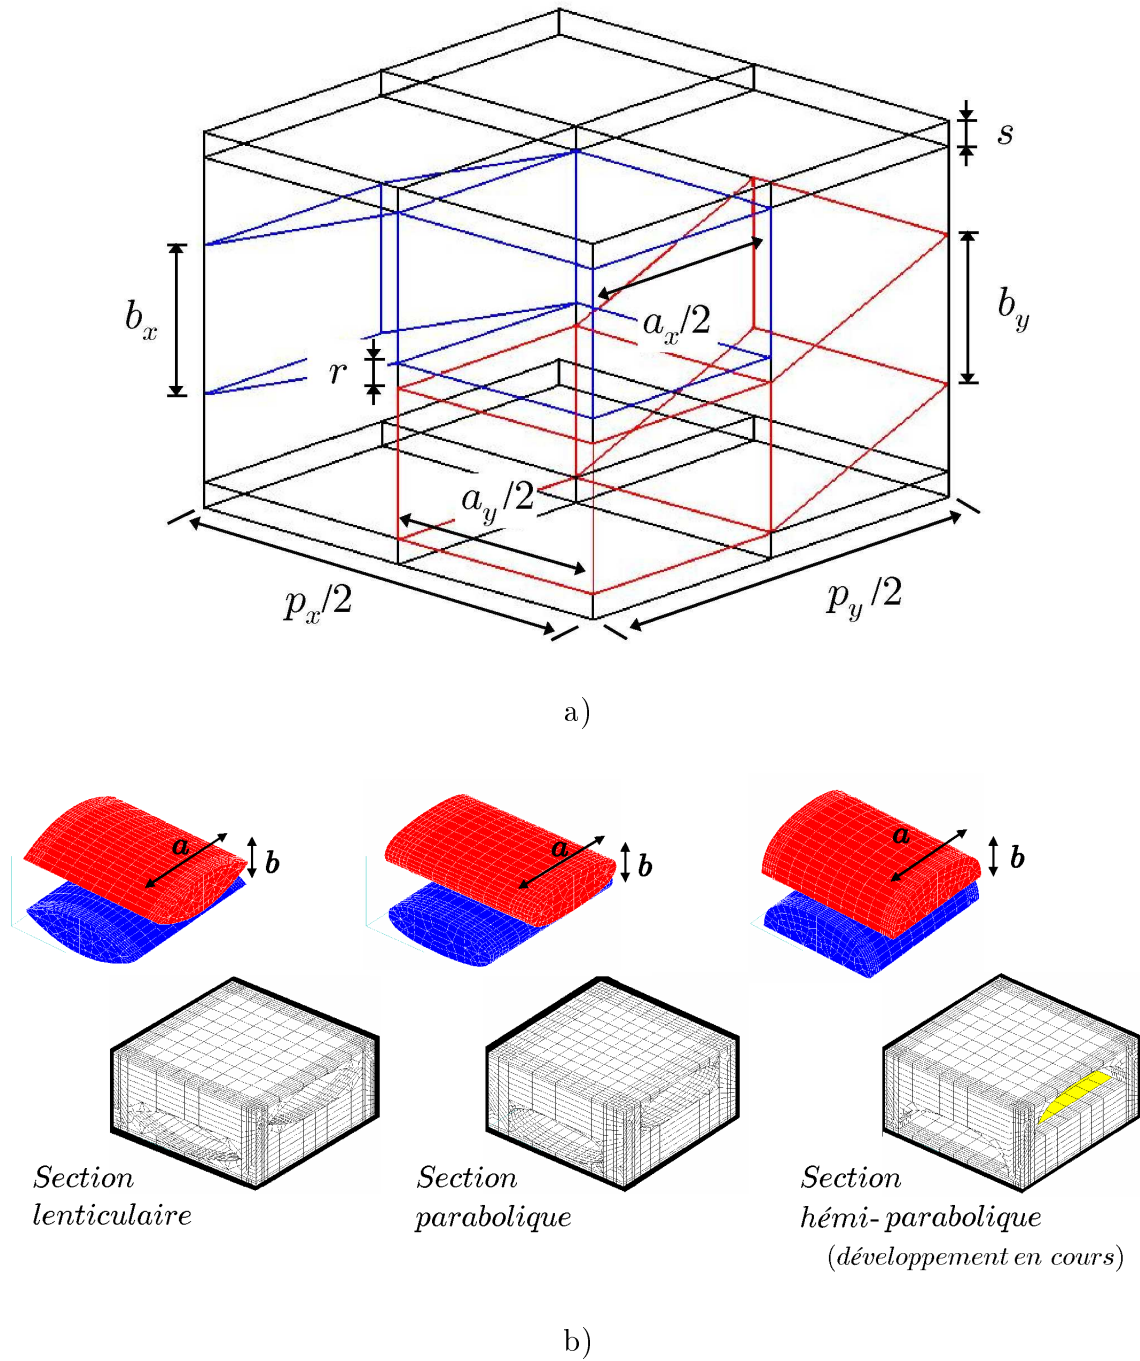 s
b_x
b_y
a_x/2
r
a_y/2
p_x/2
p_y/2
a)
a
b
a
b
a
b
Section
lenticulaire
Section
parabolique
Section
hémi-parabolique
(développement en cours)
b)